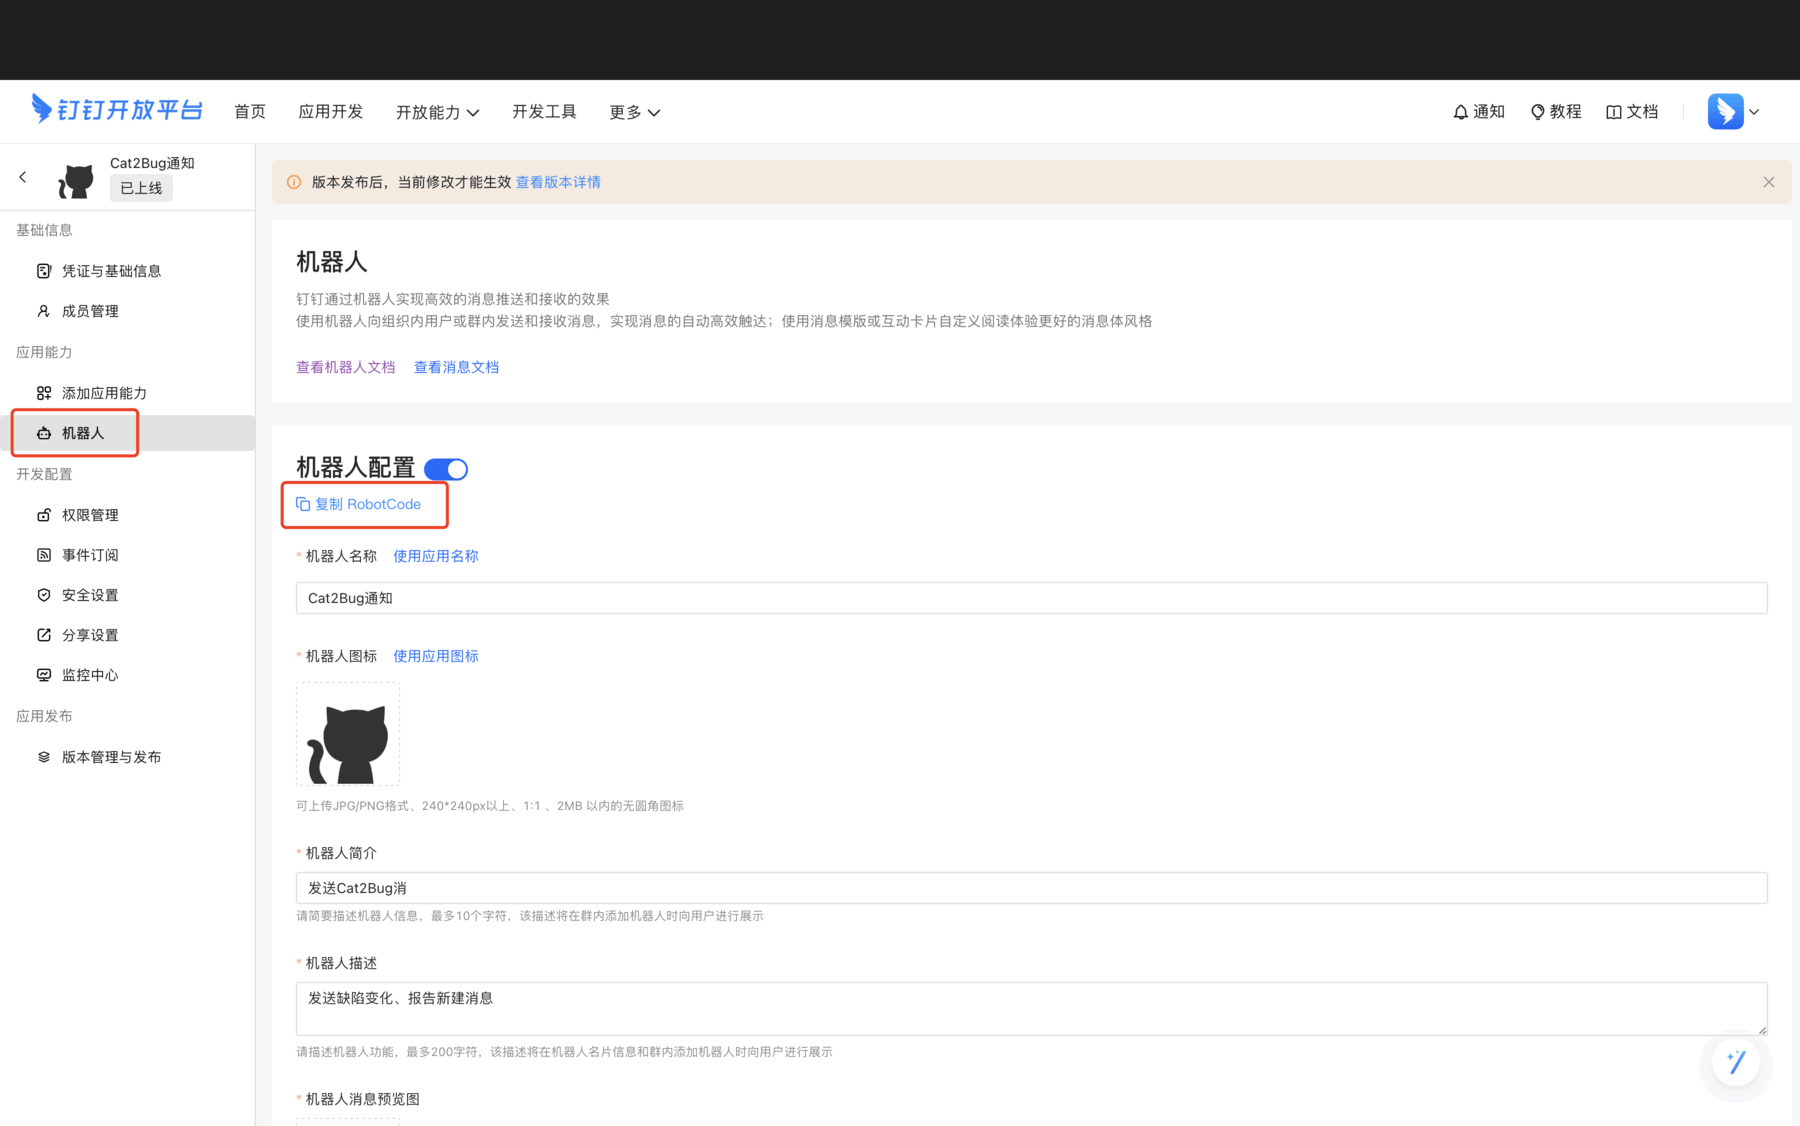 钉钉开放平台 首页 应用开发 开放能力 开发工具 更多 通知 教程 文档
Cat2Bug通知
已上线
基础信息
凭证与基础信息
成员管理
应用能力
添加应用能力
机器人
开发配置
权限管理
事件订阅
安全设置
分享设置
监控中心
应用发布
版本管理与发布
版本发布后，当前修改才能生效 查看版本详情
机器人
钉钉通过机器人实现高效的消息推送和接收的效果
使用机器人向组织内用户或群内发送和接收消息，实现消息的自动高效触达；使用消息模版或互动卡片自定义阅读体验更好的消息体风格
查看机器人文档 查看消息文档
机器人配置
复制 RobotCode
* 机器人名称 使用应用名称
Cat2Bug通知
* 机器人图标 使用应用图标
可上传JPG/PNG格式、240*240px以上、1:1 、2MB 以内的无圆角图标
* 机器人简介
发送Cat2Bug消
请简要描述机器人信息，最多10个字符，该描述将在群内添加机器人时向用户进行展示
* 机器人描述
发送缺陷变化、报告新建消息
请描述机器人功能，最多200字符，该描述将在机器人名片信息和群内添加机器人时向用户进行展示
* 机器人消息预览图